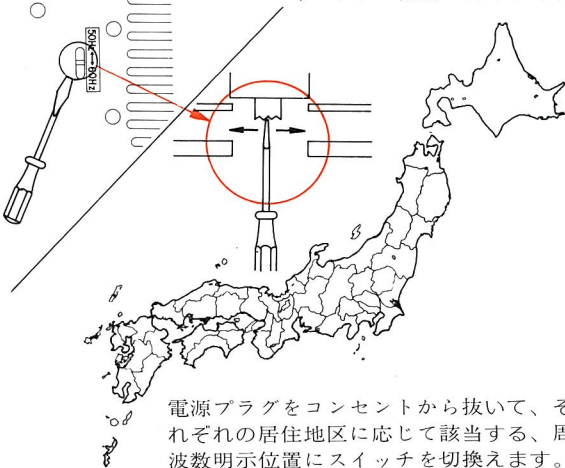 50Hz↔60Hz
電源プラグをコンセントから抜いて、そ
れぞれの居住地区に応じて該当する、周
波数明示位置にスイッチを切換えます。